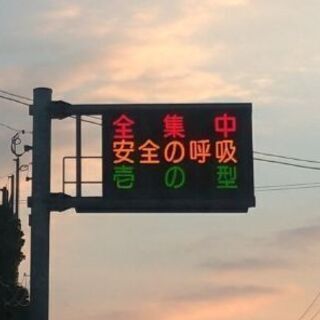 全集中
安全の呼吸
壱の型